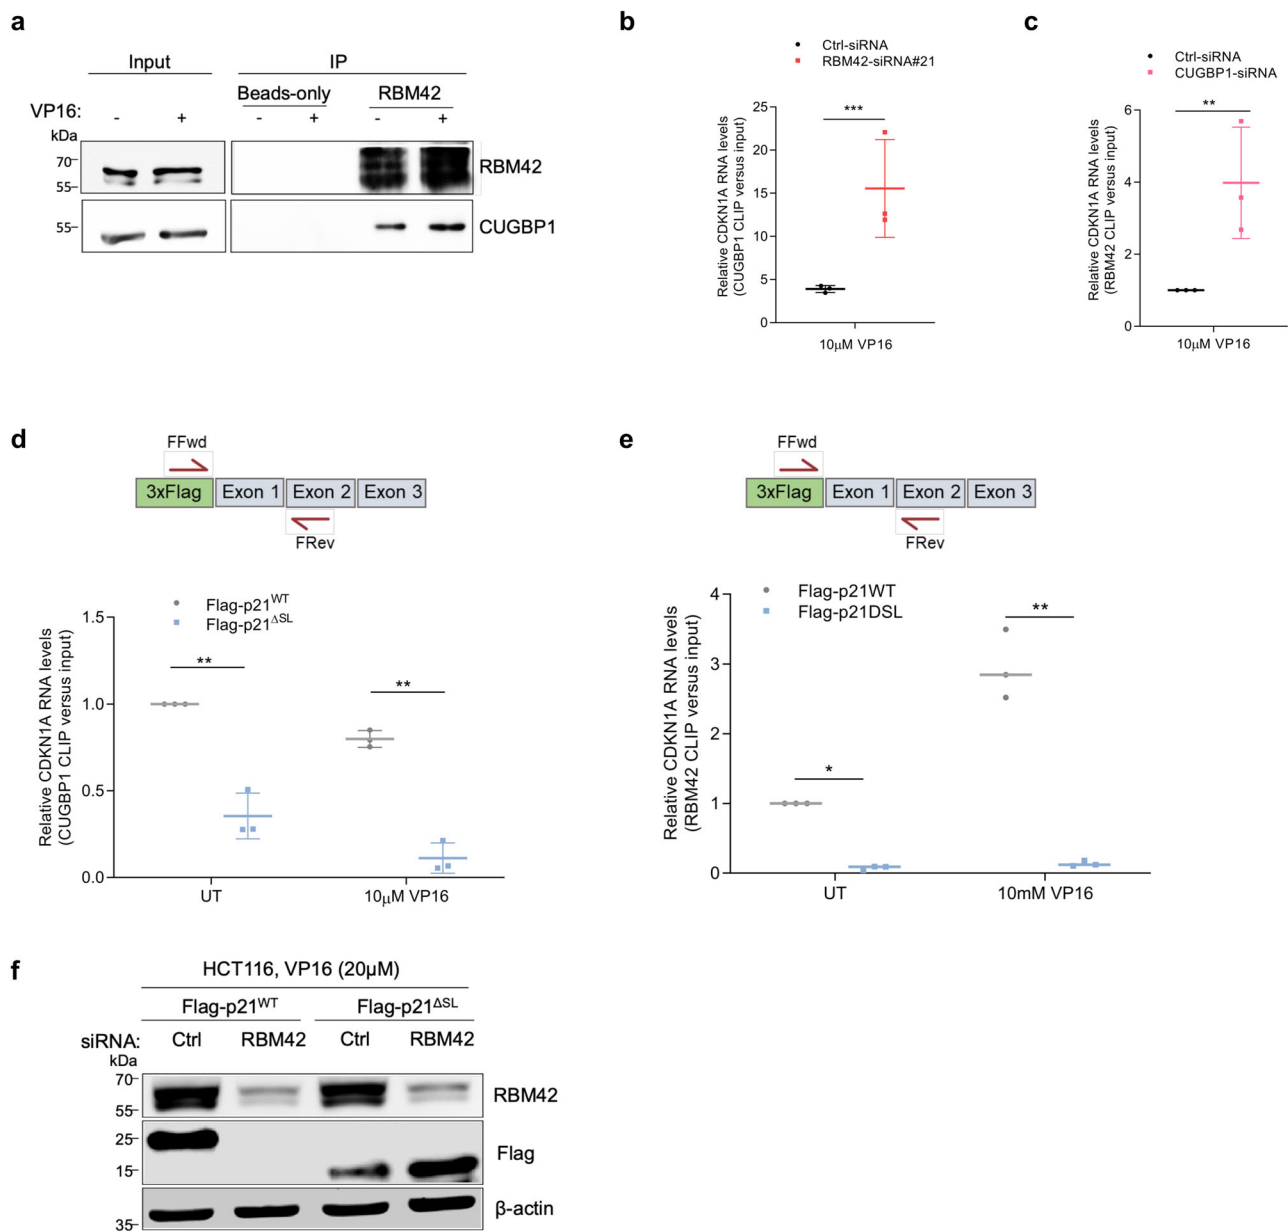 a
Input
IP
Beads-only
RBM42
VP16:
-
+
-
+
-
+
kDa
70
55
RBM42
55
CUGBP1
b
Ctrl-siRNA
RBM42-siRNA#21
Relative CDKN1A RNA levels
(CUGBP1 CLIP versus input)
25
20
15
10
5
0
***
10μM VP16
c
Ctrl-siRNA
CUGBP1-siRNA
Relative CDKN1A RNA levels
(RBM42 CLIP versus input)
6
4
2
0
**
10μM VP16
d
FFwd
3xFlag
Exon 1
Exon 2
Exon 3
FRev
Flag-p21WT
Flag-p21ΔSL
Relative CDKN1A RNA levels
(CUGBP1 CLIP versus input)
1.5
1.0
0.5
0.0
**
**
UT
10μM VP16
e
FFwd
3xFlag
Exon 1
Exon 2
Exon 3
FRev
Flag-p21WT
Flag-p21DSL
Relative CDKN1A RNA levels
(RBM42 CLIP versus input)
4
3
2
1
0
*
**
UT
10mM VP16
f
HCT116, VP16 (20μM)
Flag-p21WT
Flag-p21ΔSL
siRNA:
Ctrl
RBM42
Ctrl
RBM42
kDa
70
55
RBM42
25
15
Flag
35
β-actin